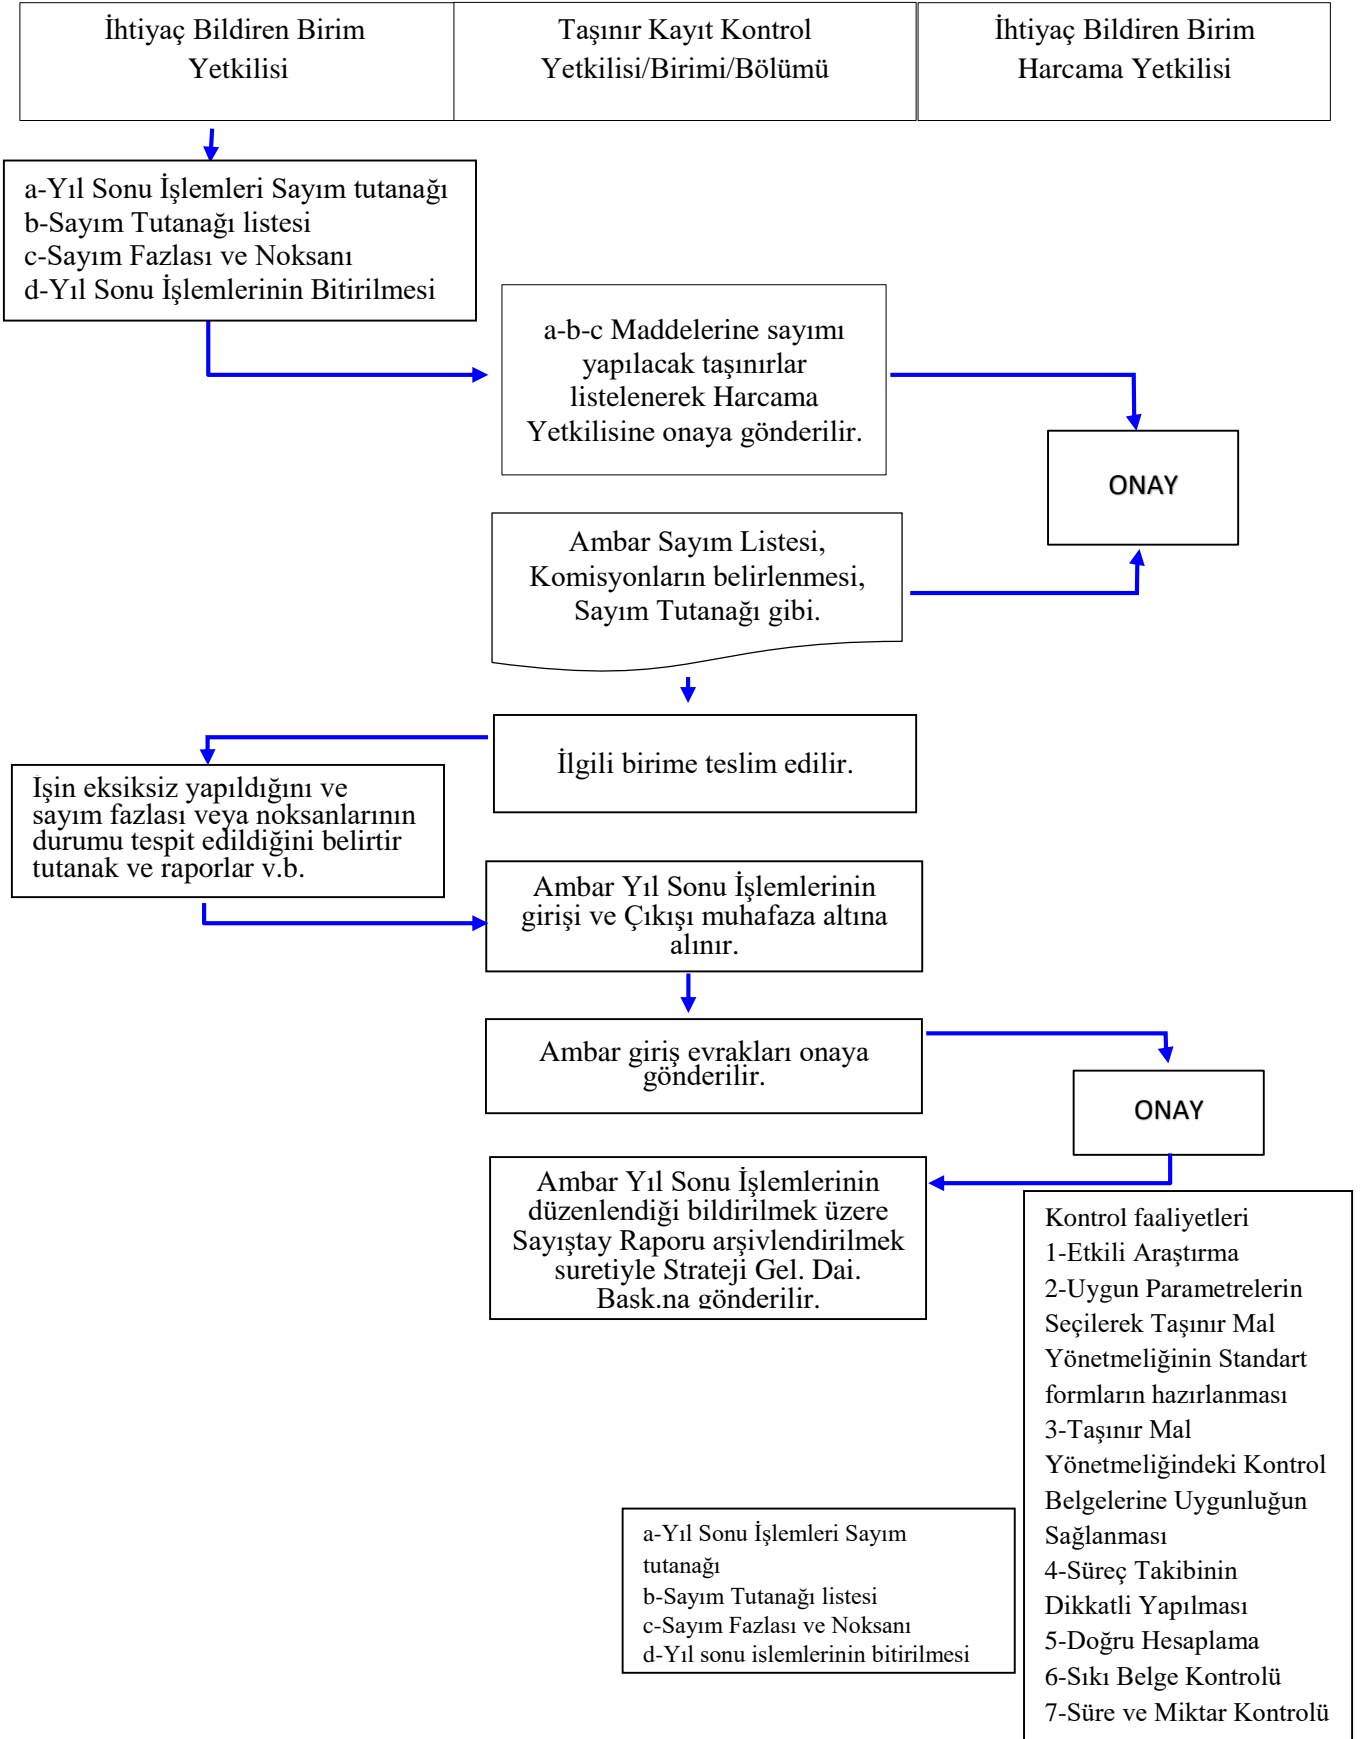 İhtiyaç Bildiren Birim
Yetkilisi
Taşınır Kayıt Kontrol
Yetkilisi/Birimi/Bölümü
İhtiyaç Bildiren Birim
Harcama Yetkilisi
a-Yıl Sonu İşlemleri Sayım tutanağı
b-Sayım Tutanağı listesi
c-Sayım Fazlası ve Noksanı
d-Yıl Sonu İşlemlerinin Bitirilmesi
a-b-c Maddelerine sayımı
yapılacak taşınırlar
listelenerek Harcama
Yetkilisine onaya gönderilir.
ONAY
Ambar Sayım Listesi,
Komisyonların belirlenmesi,
Sayım Tutanağı gibi.
İlgili birime teslim edilir.
İşin eksiksiz yapıldığını ve
sayım fazlası veya noksanlarının
durumu tespit edildiğini belirtir
tutanak ve raporlar v.b.
Ambar Yıl Sonu İşlemlerinin
girişi ve Çıkışı muhafaza altına
alınır.
Ambar giriş evrakları onaya
gönderilir.
ONAY
Ambar Yıl Sonu İşlemlerinin
düzenlendiği bildirilmek üzere
Sayıştay Raporu arşivlendirilmek
suretiyle Strateji Gel. Dai.
Bask.na gönderilir.
Kontrol faaliyetleri
1-Etkili Araştırma
2-Uygun Parametrelerin
Seçilerek Taşınır Mal
Yönetmeliğinin Standart
formların hazırlanması
3-Taşınır Mal
Yönetmeliğindeki Kontrol
Belgelerine Uygunluğun
Sağlanması
4-Süreç Takibinin
Dikkatli Yapılması
5-Doğru Hesaplama
6-Sıkı Belge Kontrolü
7-Süre ve Miktar Kontrolü
a-Yıl Sonu İşlemleri Sayım
tutanağı
b-Sayım Tutanağı listesi
c-Sayım Fazlası ve Noksanı
d-Yıl sonu islemlerinin bitirilmesi